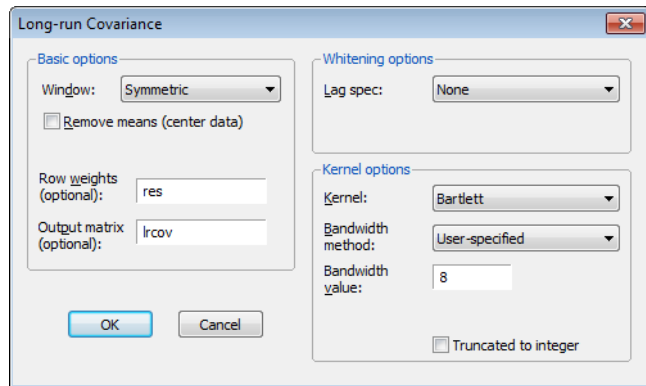 Long-run Covariance
Basic options
Window: Symmetric
Remove means (center data)
Row weights
(optional): res
Output matrix
(optional): lrcov
OK Cancel
Whitening options
Lag spec: None
Kernel options
Kernel: Bartlett
Bandwidth
method: User-specified
Bandwidth
value: 8
Truncated to integer